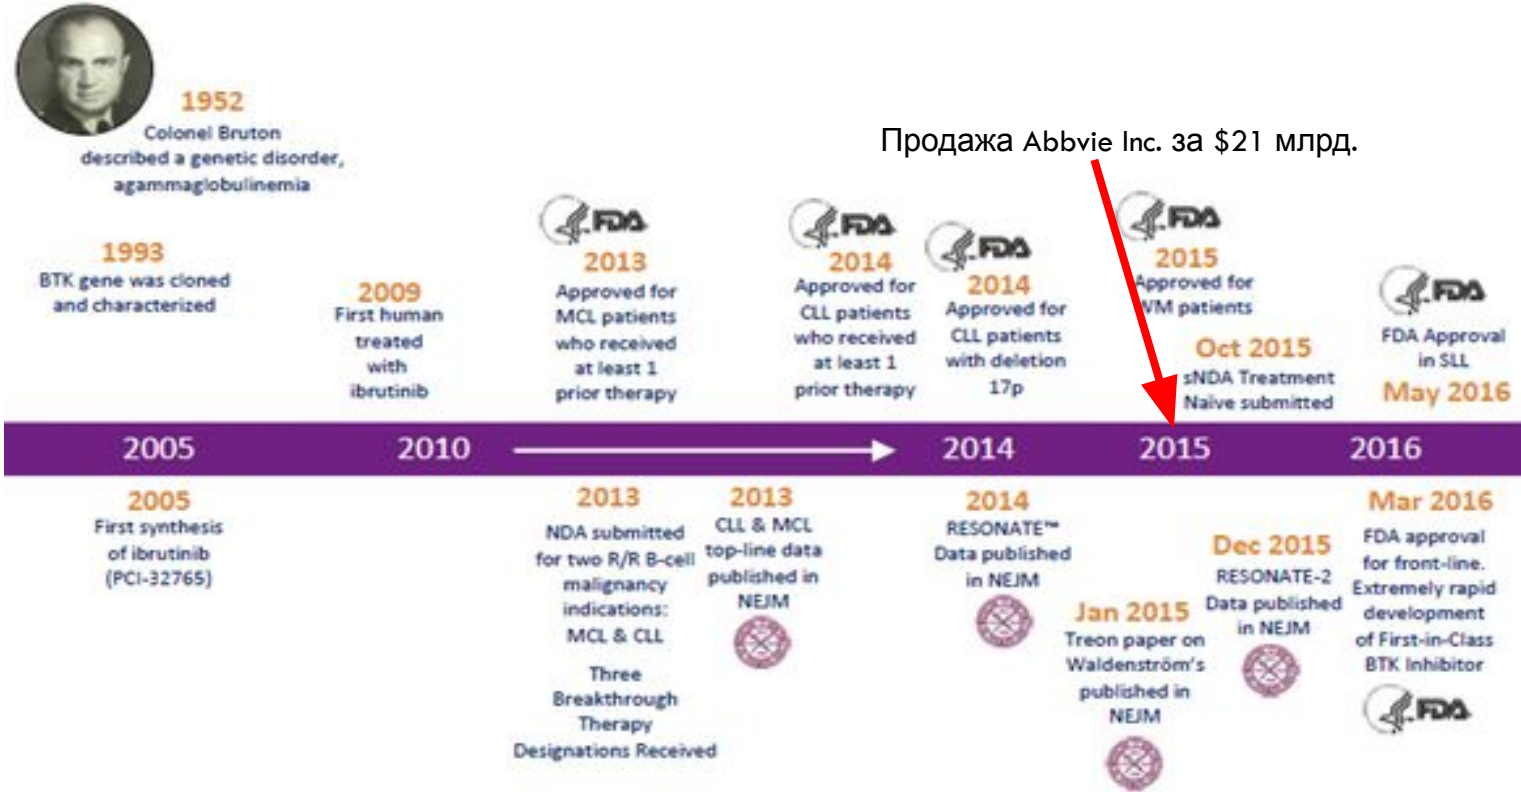 1952
Colonel Bruton
described a genetic disorder,
agammaglobulinemia
Продажа Abbvie Inc. за $21 млрд.
1993
BTK gene was cloned
and characterized
2009
First human
treated
with
ibrutinib
FDA
2013
Approved for
MCL patients
who received
at least 1
prior therapy
FDA
2014
Approved for
CLL patients
who received
at least 1
prior therapy
FDA
2014
Approved for
CLL patients
with deletion
17p
FDA
2015
Approved for
WM patients
Oct 2015
sNDA Treatment
Naive submitted
FDA
FDA Approval
in SLL
May 2016
2005
2010
2014
2015
2016
2005
First synthesis
of ibrutinib
(PCI-32765)
2013
NDA submitted
for two R/R B-cell
malignancy
indications:
MCL & CLL
Three
Breakthrough
Therapy
Designations Received
2013
CLL & MCL
top-line data
published in
NEJM
2014
RESONATE™
Data published
in NEJM
Jan 2015
Treon paper on
Waldenström's
published in
NEJM
Dec 2015
RESONATE-2
Data published
in NEJM
Mar 2016
FDA approval
for front-line.
Extremely rapid
development
of First-in-Class
BTK Inhibitor
FDA